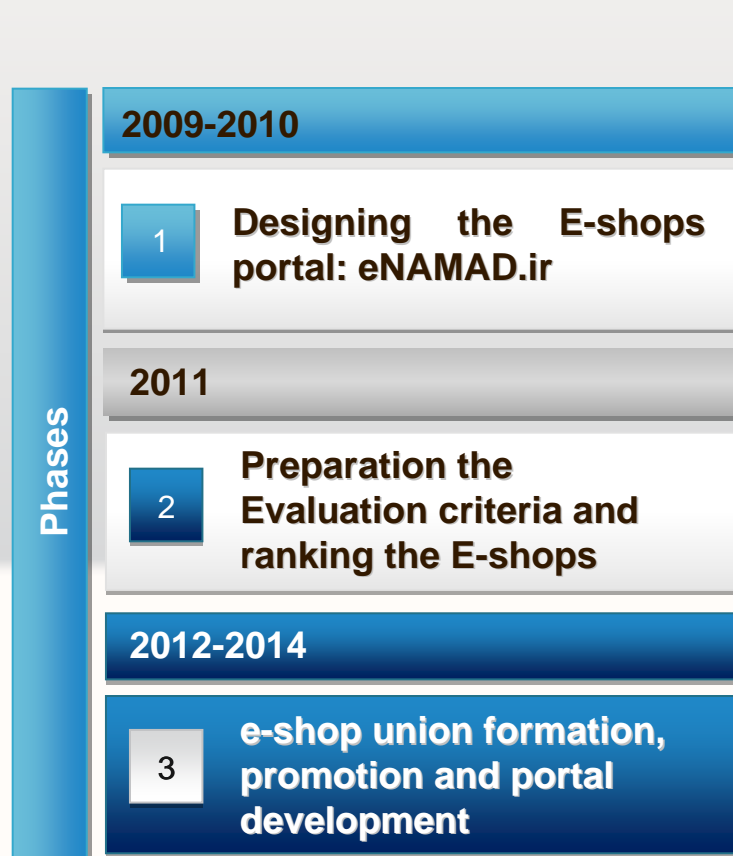 Phases
2009-2010
1
Designing the E-shops
portal: eNAMAD.ir
2011
2
Preparation the
Evaluation criteria and
ranking the E-shops
2012-2014
3
e-shop union formation,
promotion and portal
development